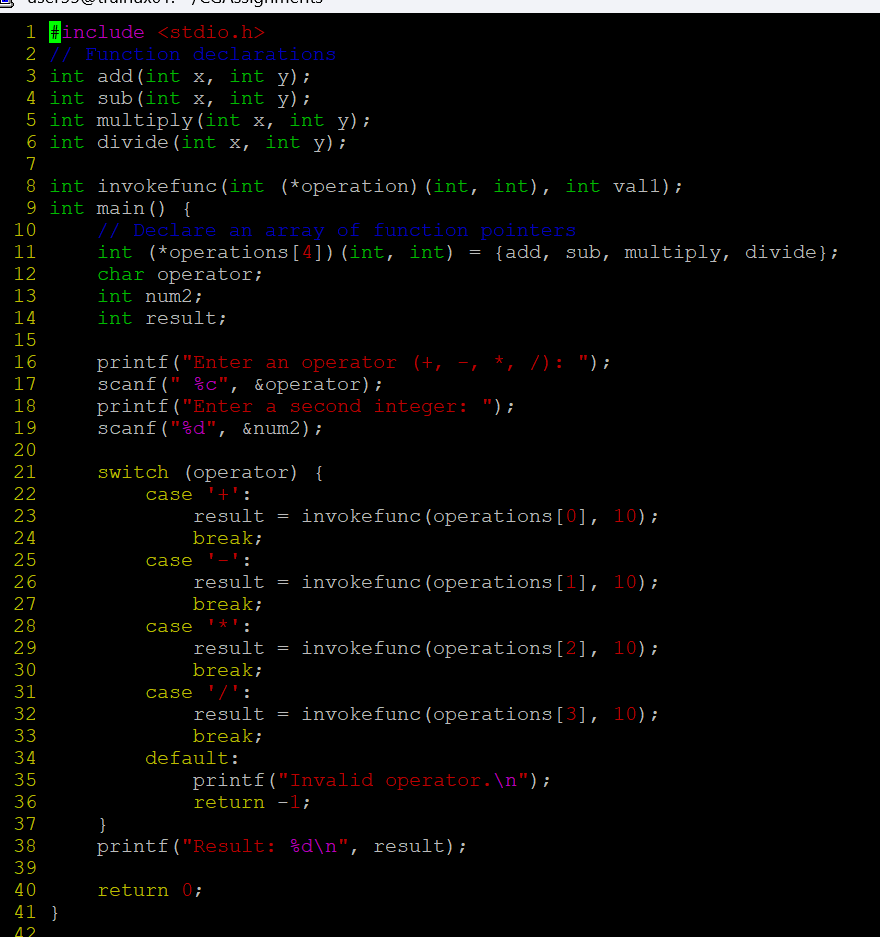 1 #include <stdio.h>
2 // Function declarations
3 int add(int x, int y);
4 int sub(int x, int y);
5 int multiply(int x, int y);
6 int divide(int x, int y);
7
8 int invokefunc(int (*operation)(int, int), int val1);
9 int main() {
10     // Declare an array of function pointers
11     int (*operations[4])(int, int) = {add, sub, multiply, divide};
12     char operator;
13     int num2;
14     int result;
15
16     printf("Enter an operator (+, -, *, /): ");
17     scanf(" %c", &operator);
18     printf("Enter a second integer: ");
19     scanf("%d", &num2);
20
21     switch (operator) {
22         case '+':
23             result = invokefunc(operations[0], 10);
24             break;
25         case '-':
26             result = invokefunc(operations[1], 10);
27             break;
28         case '*':
29             result = invokefunc(operations[2], 10);
30             break;
31         case '/':
32             result = invokefunc(operations[3], 10);
33             break;
34         default:
35             printf("Invalid operator.\n");
36             return -1;
37     }
38     printf("Result: %d\n", result);
39
40     return 0;
41 }
42